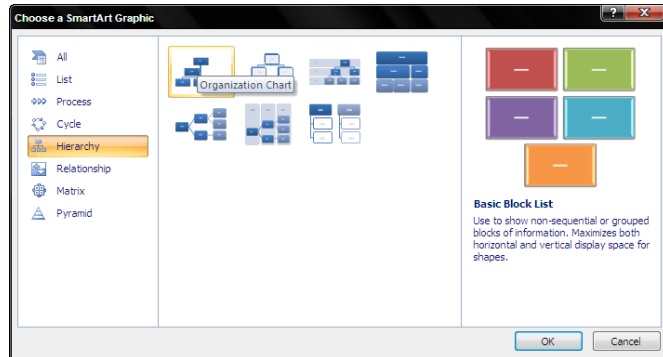 Choose a SmartArt Graphic
All
List
Process
Cycle
Hierarchy
Relationship
Matrix
Pyramid
Organization Chart
Basic Block List
Use to show non-sequential or grouped
blocks of information. Maximizes both
horizontal and vertical display space for
shapes.
OK
Cancel